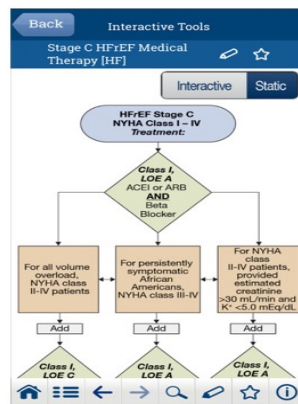 Back
Interactive Tools
Stage C HFrEF Medical
Therapy [HF]
Interactive
Static
HFrEF Stage C
NYHA Class I – IV
Treatment:
Class I,
LOE A
ACEI or ARB
AND
Beta
Blocker
For all volume
overload,
NYHA class
II-IV patients
For persistently
symptomatic
African
Americans,
NYHA class III-IV
For NYHA
class
II-IV patients,
provided
estimated
creatinine
>30 mL/min and
K+ <5.0 mEq/dL
Add
Add
Add
Class I,
LOE C
Class I,
LOE A
Class I,
LOE A